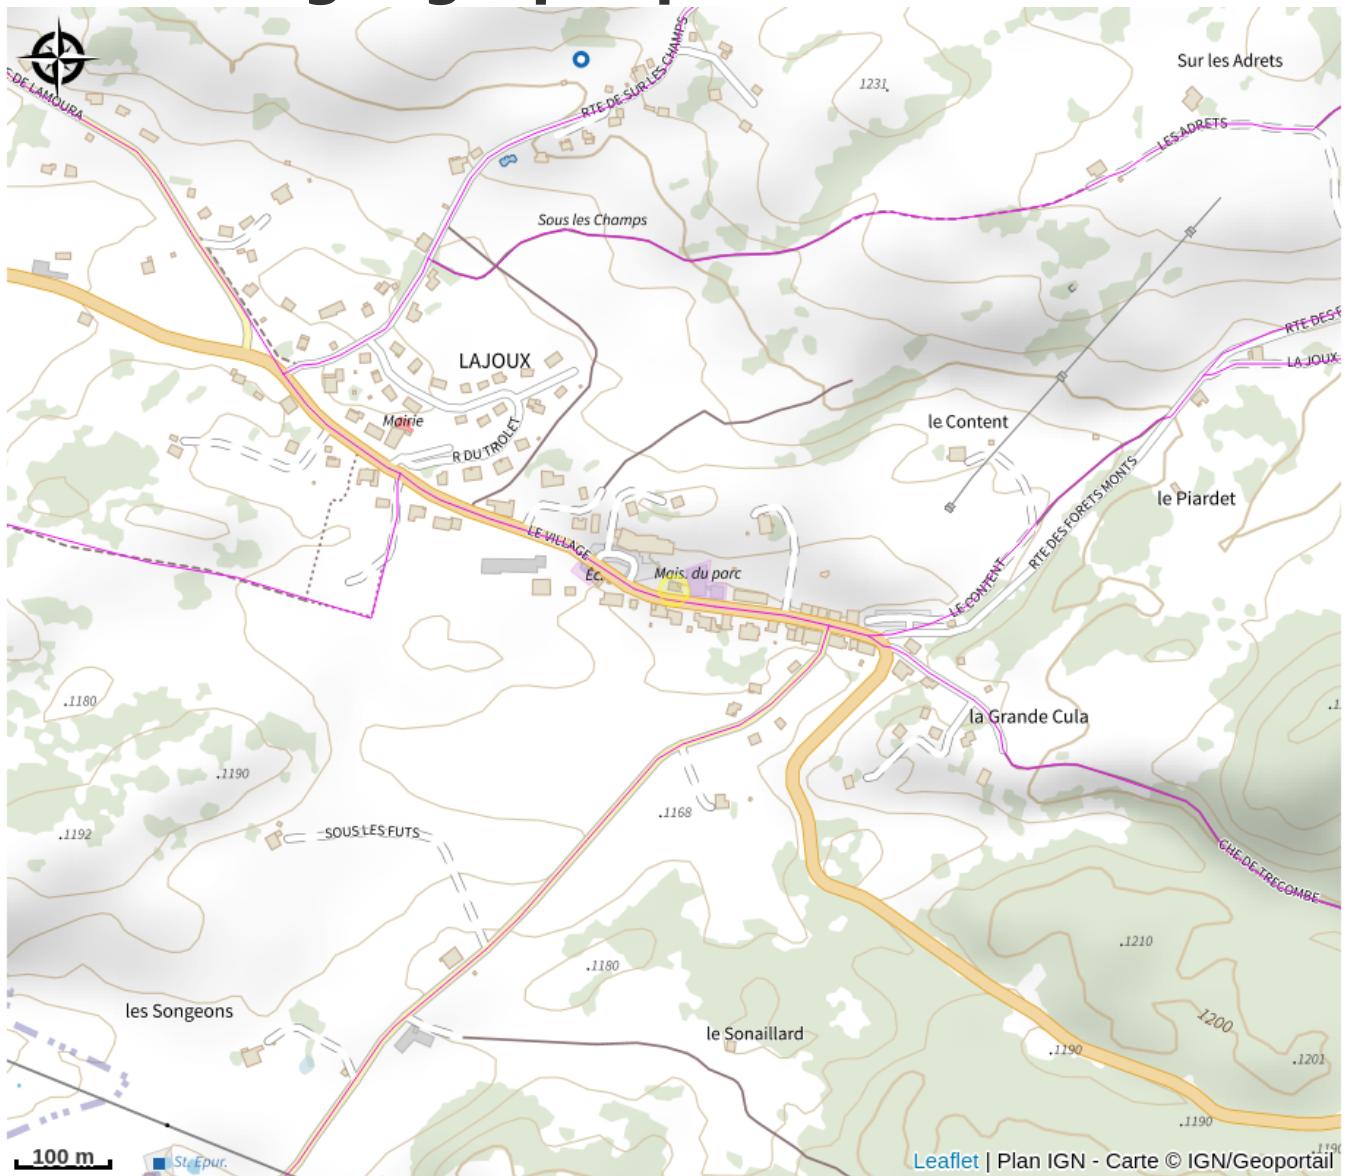 Sur les Adrets
1231
RTE DE SUR LES CHAMPS
E DE LAMOURA
LES ADRETS
Sous les Champs
RTE DES F
LAJOUX
LA JOUX
Mairie
le Content
R DU TRIOLET
RTE DES FORETS MONTS
le Piardet
LE VILLAGE
Éc.
Mais. du parc
LE CONTENT
.1180
la Grande Cula
.1190
.1168
.1192
SOUS LES FUTS
CHE DE TRECOMBE
.1210
.1180
les Songeons
1200
le Sonaillard
.1190
.1201
.1190
100 m
St. Epur.
Leaflet | Plan IGN - Carte © IGN/Geoportail